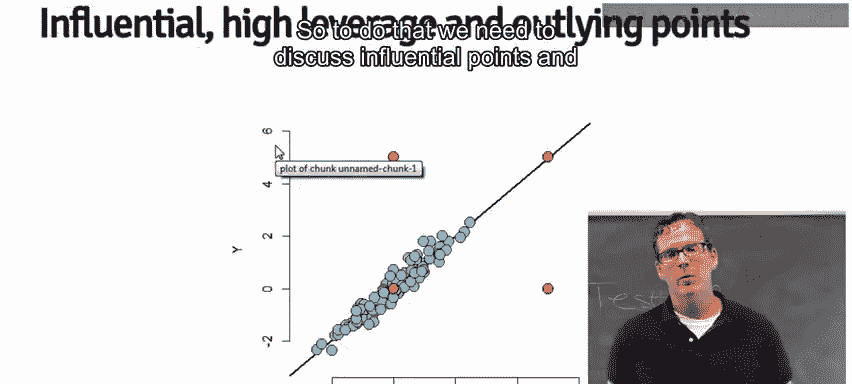 Influential, high leverage and outlying points
So to do that we need to
discuss influential points and
6
plot of chunk unnamed-chunk-1
4
Y
2
0
-2
Test